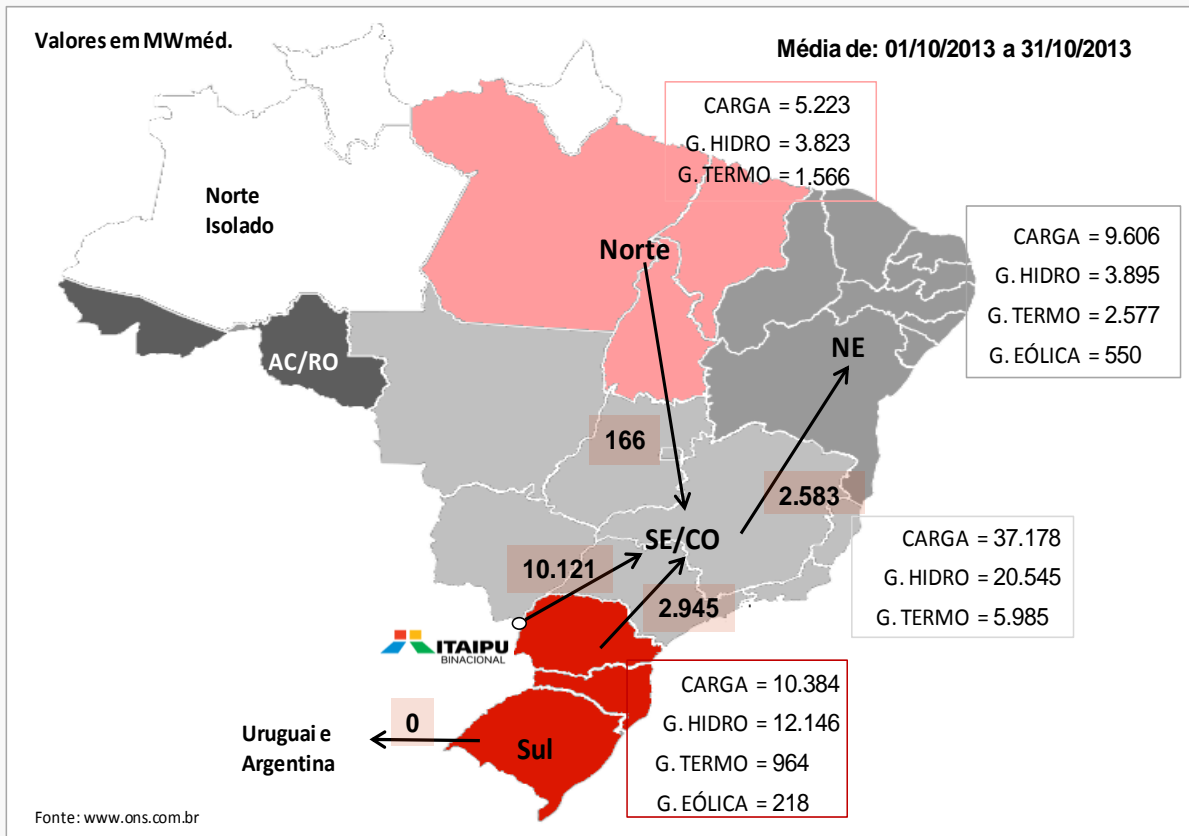 Valores em MWméd.
Média de: 01/10/2013 a 31/10/2013
CARGA = 5.223
G. HIDRO = 3.823
G. TERMO = 1.566
Norte
Isolado
Norte
CARGA = 9.606
G. HIDRO = 3.895
G. TERMO = 2.577
G. EÓLICA = 550
AC/RO
NE
166
2.583
SE/CO
CARGA = 37.178
G. HIDRO = 20.545
G. TERMO = 5.985
10.121
2.945
ITAIPU
BINACIONAL
CARGA = 10.384
G. HIDRO = 12.146
G. TERMO = 964
G. EÓLICA = 218
0
Uruguai e
Argentina
Sul
Fonte: www.ons.com.br